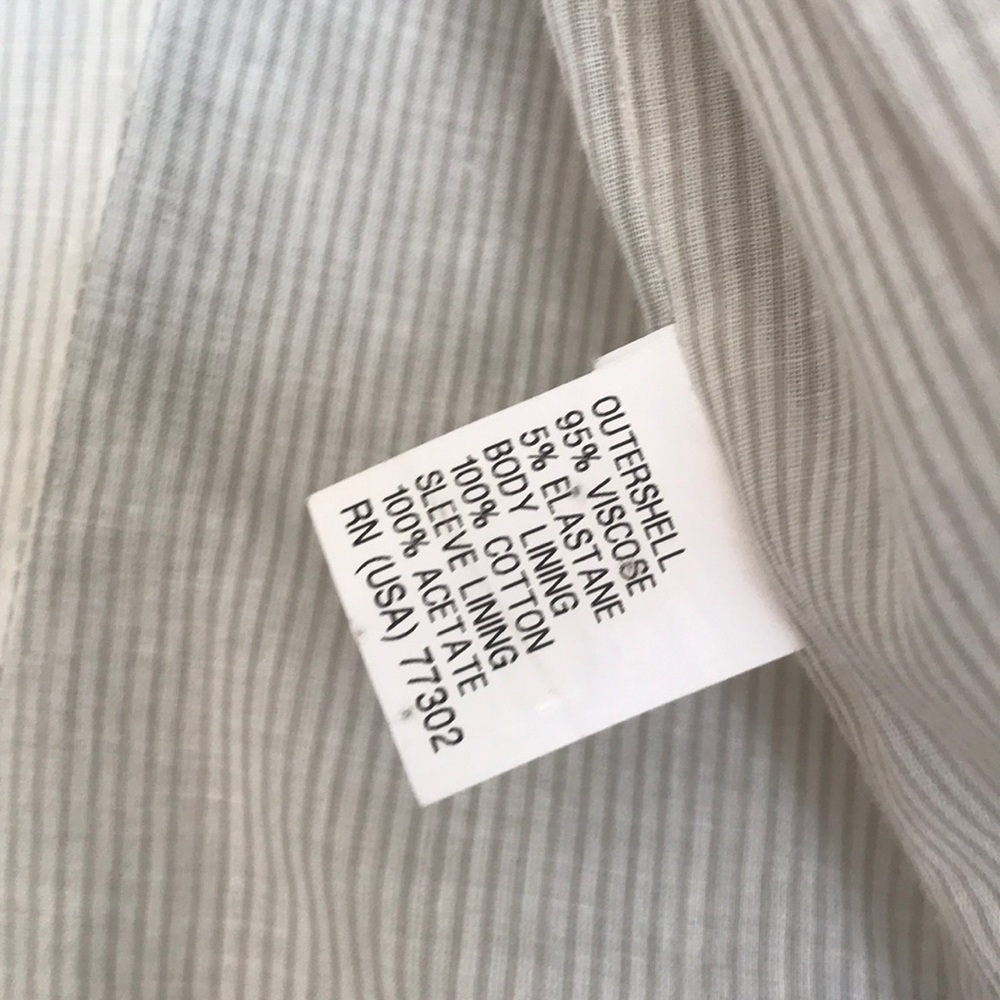 OUTERSHELL
95% VISCOSE
5% ELASTANE
BODY LINING
100% COTTON
SLEEVE LINING
100% ACETATE
RN (USA) 77302